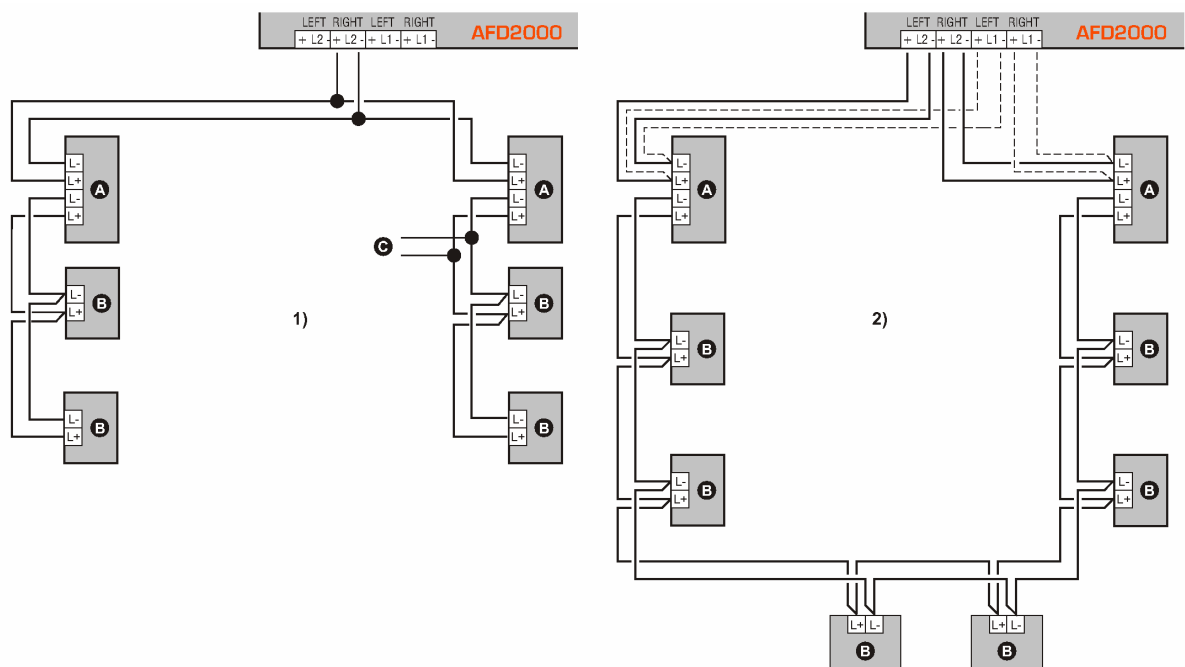 LEFT RIGHT LEFT RIGHT
+ L2 - + L2 - + L1 - + L1 -
AFD2000
L-
L+
L-
L+
A
L-
L+
B
L-
L+
B
1)
C
L-
L+
L-
L+
A
L-
L+
B
L-
L+
B
LEFT RIGHT LEFT RIGHT
+ L2 - + L2 - + L1 - + L1 -
AFD2000
L-
L+
L-
L+
A
L-
L+
B
L-
L+
B
2)
L-
L+
L-
L+
A
L-
L+
B
L-
L+
B
L+ L-
B
L+ L-
B